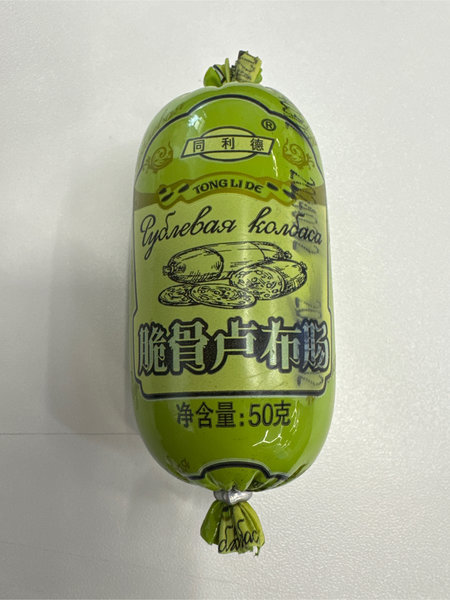 同利德®
TONG LI DE
Рублевая колбаса
脆骨卢布肠
净含量:50克